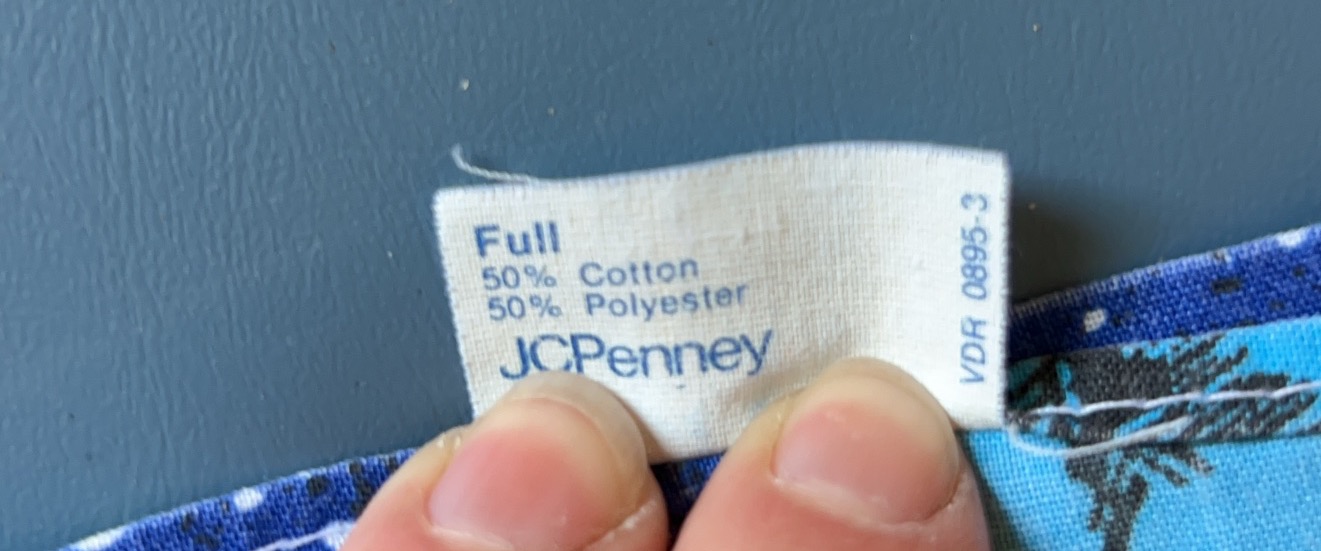 Full
50% Cotton
50% Polyester
JCPenney
VDR 0895-3